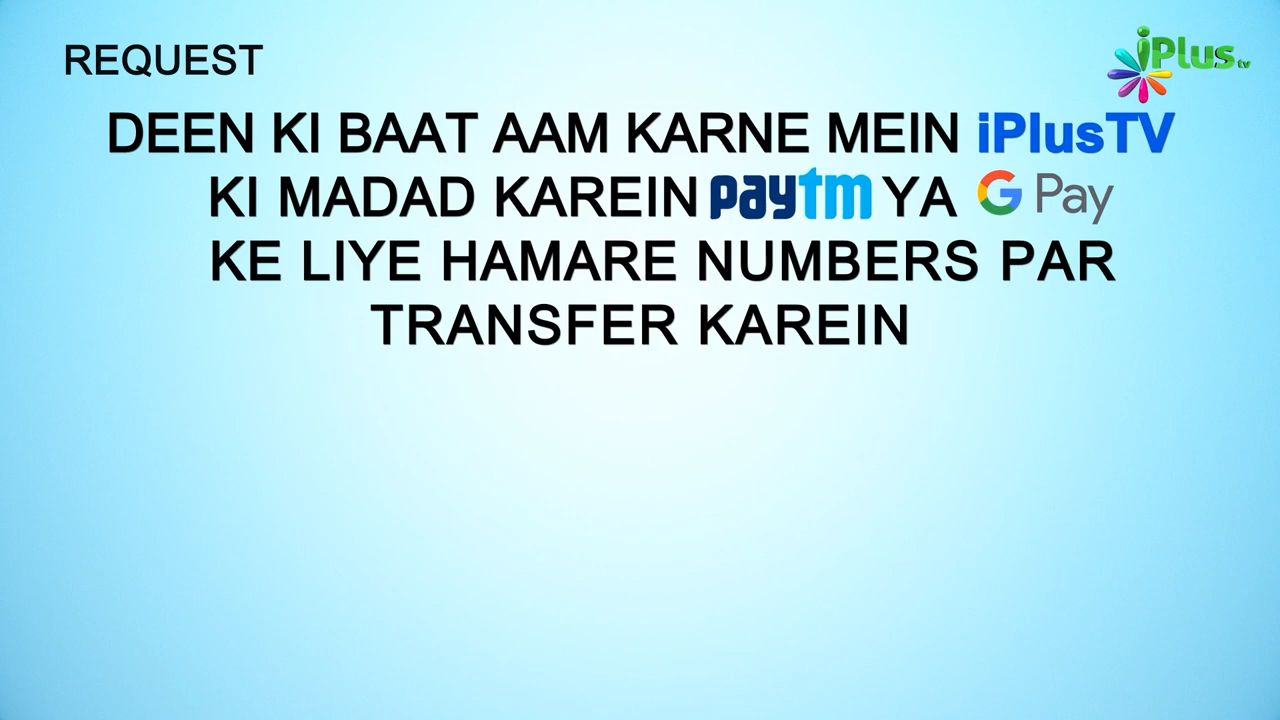 REQUEST
iPlus tv
DEEN KI BAAT AAM KARNE MEIN iPlusTV
KI MADAD KAREIN paytm YA G Pay
KE LIYE HAMARE NUMBERS PAR
TRANSFER KAREIN